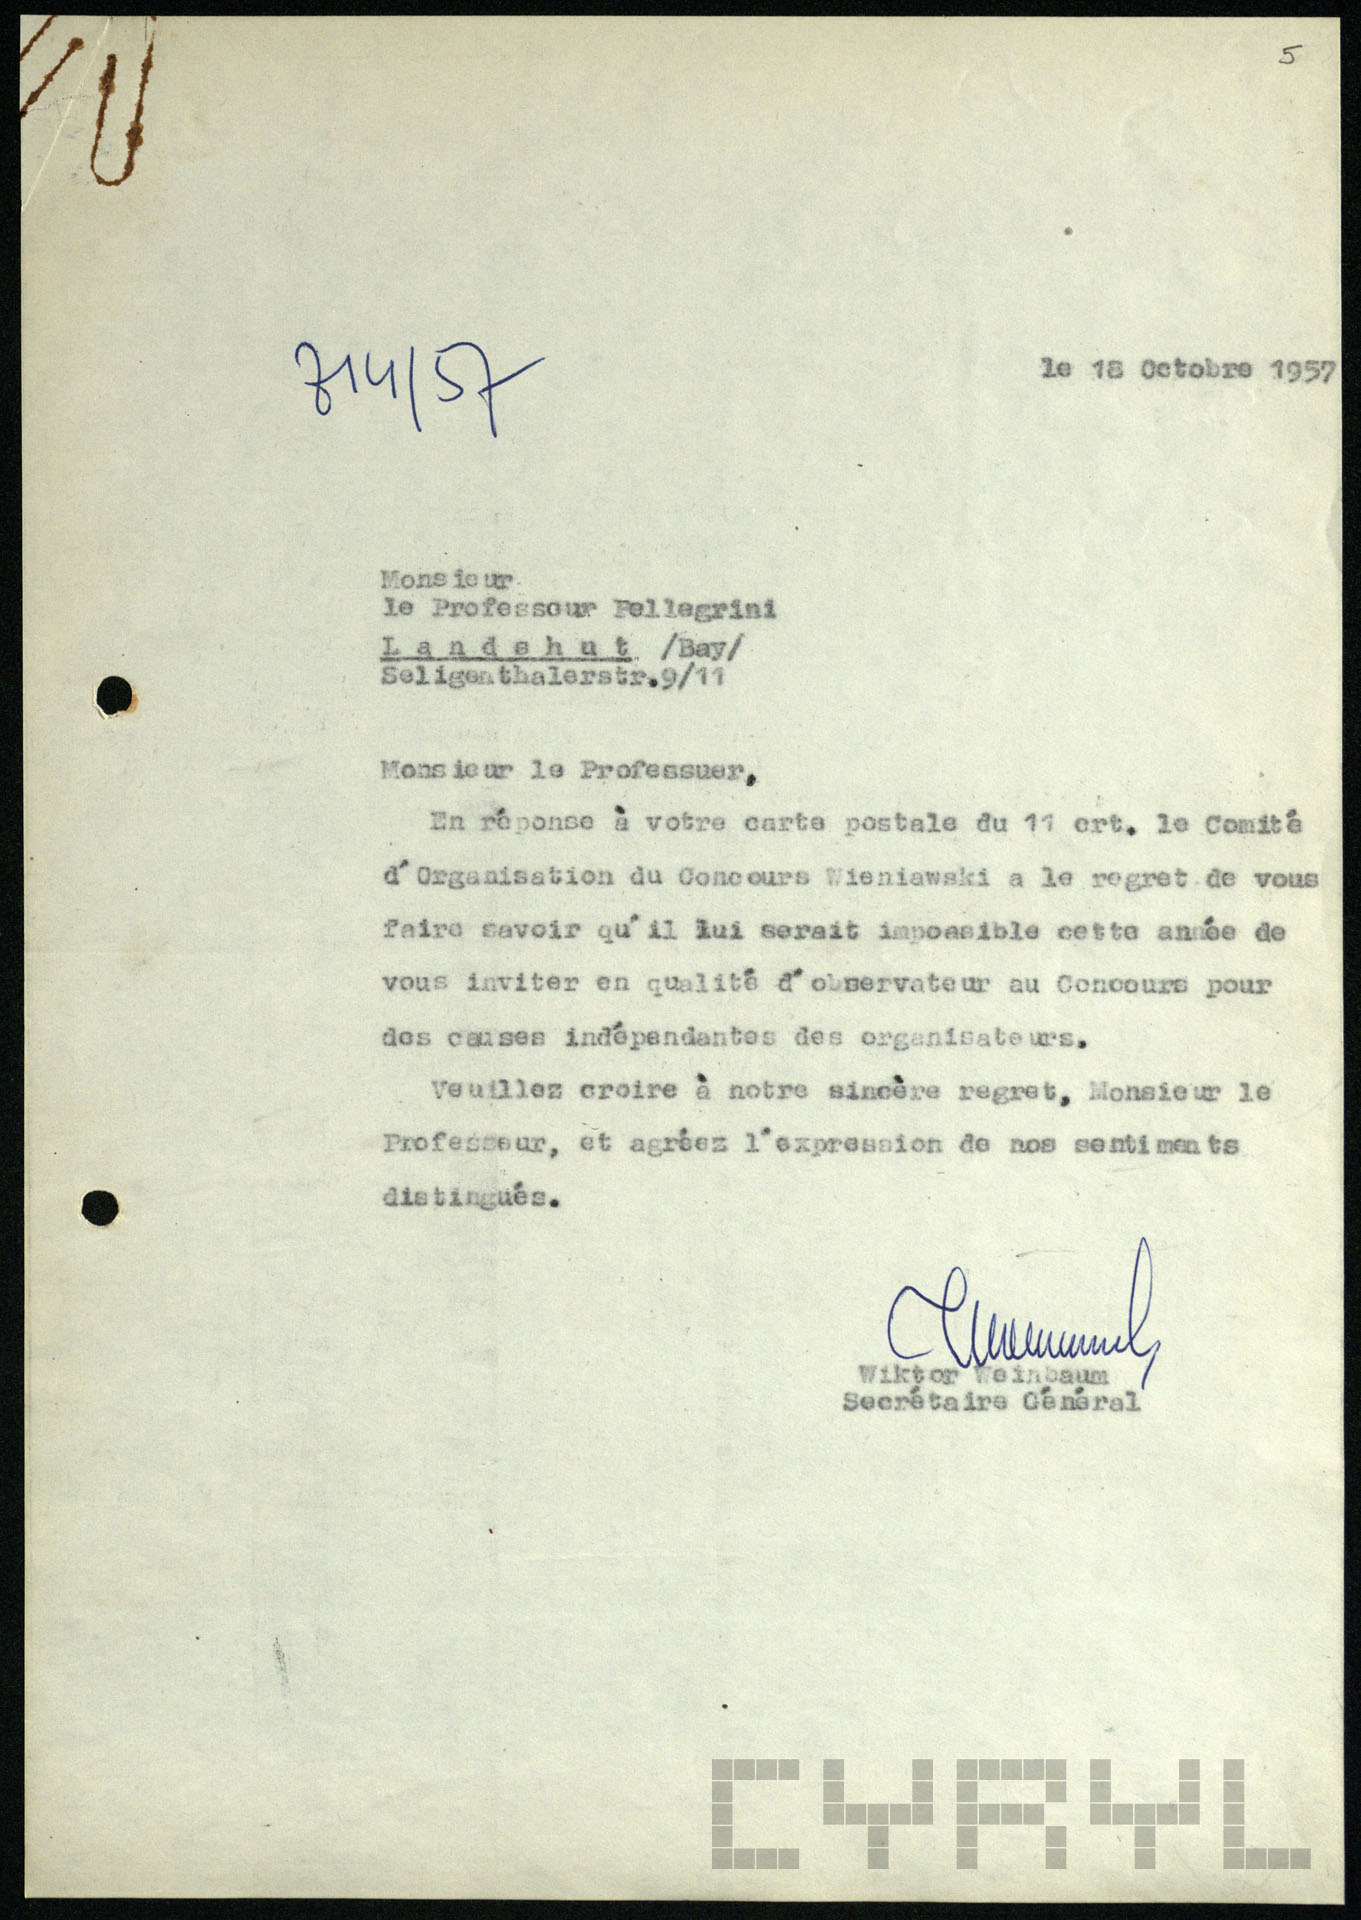 5
714/57
le 18 Octobre 1957
Monsieur
le Professeur Pellegrini
L a n d s h u t /Bay/
Seligenthalerstr.9/11
Monsieur le Professuer,
En réponse à votre carte postale du 11 crt. le Comité
d'Organisation du Concours Wieniawski a le regret de vous
faire savoir qu'il lui serait impossible cette année de
vous inviter en qualité d'observateur au Concours pour
des causes indépendantes des organisateurs.
Veuillez croire à notre sincère regret, Monsieur le
Professeur, et agréez l'expression de nos sentiments
distingués.
Wiktor Weinbaum
Secrétaire Général
CYRYL